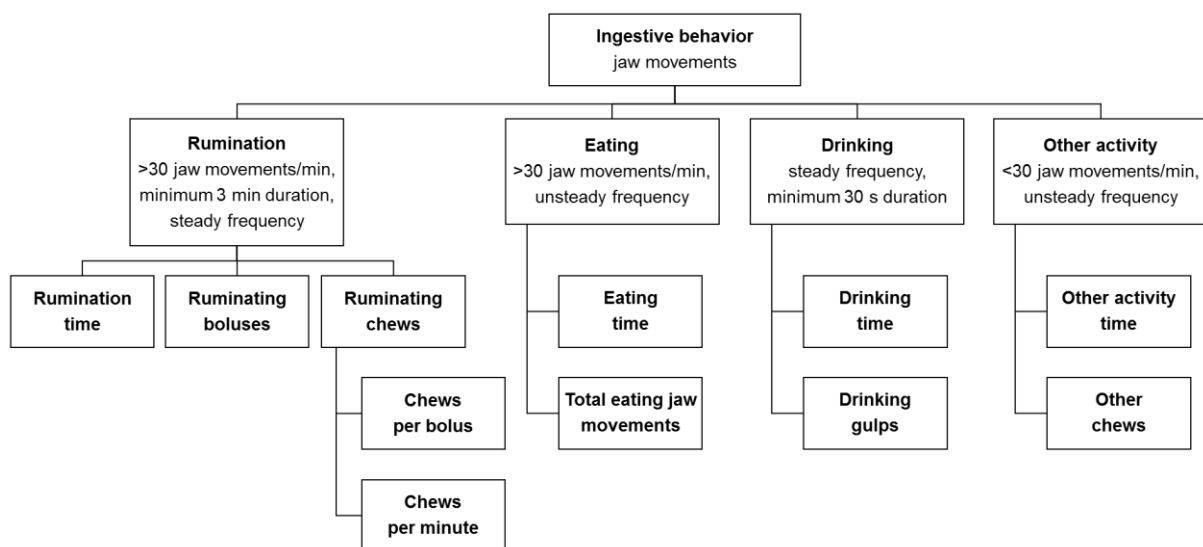 Ingestive behavior
jaw movements
Rumination
>30 jaw movements/min,
minimum 3 min duration,
steady frequency
Eating
>30 jaw movements/min,
unsteady frequency
Drinking
steady frequency,
minimum 30 s duration
Other activity
<30 jaw movements/min,
unsteady frequency
Rumination
time
Ruminating
boluses
Ruminating
chews
Eating
time
Drinking
time
Other activity
time
Chews
per bolus
Total eating jaw
movements
Drinking
gulps
Other
chews
Chews
per minute